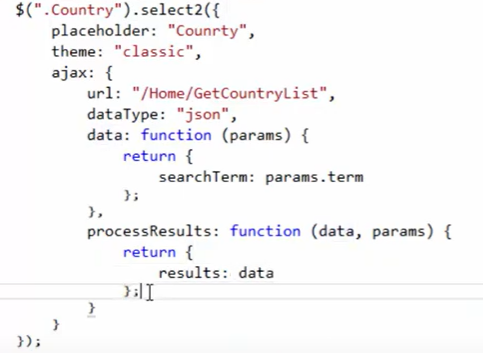 $(".Country").select2({
    placeholder: "Counrty",
    theme: "classic",
    ajax: {
        url: "/Home/GetCountryList",
        dataType: "json",
        data: function (params) {
            return {
                searchTerm: params.term
            };
        },
        processResults: function (data, params) {
            return {
                results: data
            };
        }
    }
});